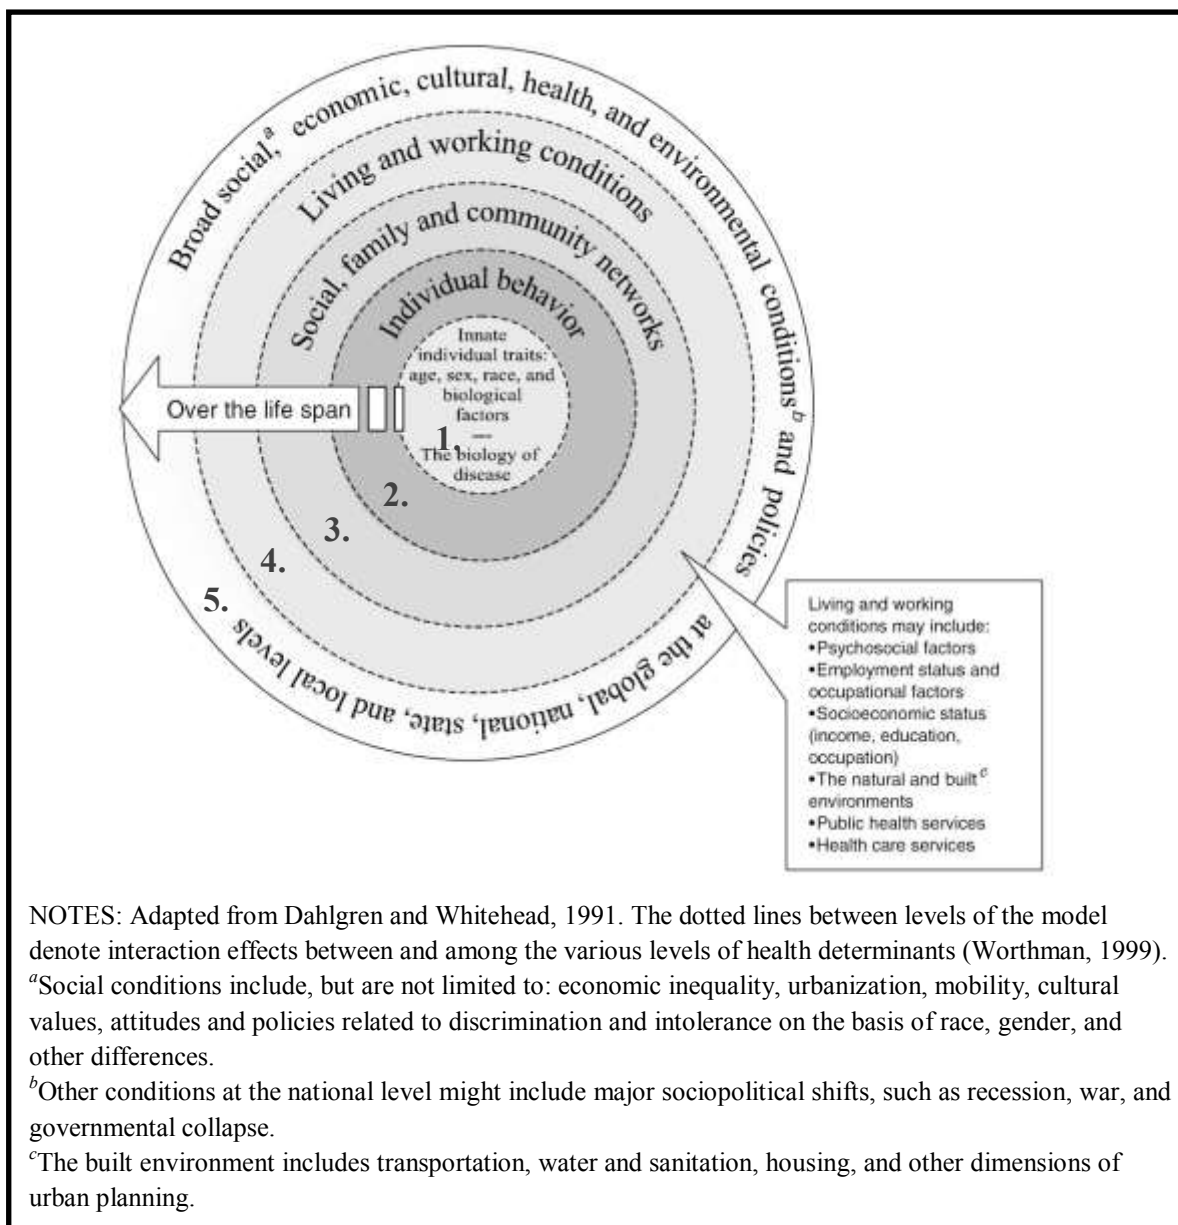 Broad social,a economic, cultural, health, and environmental conditionsb and policies
at the global, national, state, and local levels
Living and working conditions
Social, family and community networks
Individual behavior
Innate
individual traits:
age, sex, race, and
biological
factors
—
The biology of
disease
Over the life span
1.
2.
3.
4.
5.
Living and working
conditions may include:
•Psychosocial factors
•Employment status and
occupational factors
•Socioeconomic status
(income, education,
occupation)
•The natural and builtc
environments
•Public health services
•Health care services
NOTES: Adapted from Dahlgren and Whitehead, 1991. The dotted lines between levels of the model
denote interaction effects between and among the various levels of health determinants (Worthman, 1999).
aSocial conditions include, but are not limited to: economic inequality, urbanization, mobility, cultural
values, attitudes and policies related to discrimination and intolerance on the basis of race, gender, and
other differences.
bOther conditions at the national level might include major sociopolitical shifts, such as recession, war, and
governmental collapse.
cThe built environment includes transportation, water and sanitation, housing, and other dimensions of
urban planning.